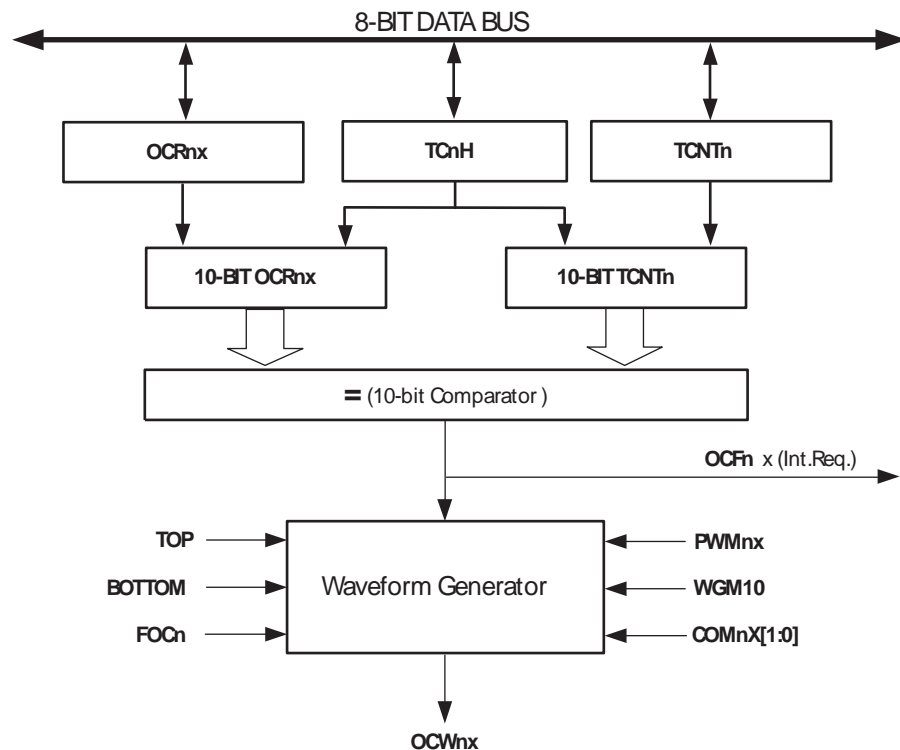 8-BIT DATA BUS
OCRnx
TCnH
TCNTn
10-BIT OCRnx
10-BIT TCNTn
= (10-bit Comparator )
OCFn x (Int.Req.)
TOP
PWMnx
BOTTOM
Waveform Generator
WGM10
FOCn
COMnX[1:0]
OCWnx